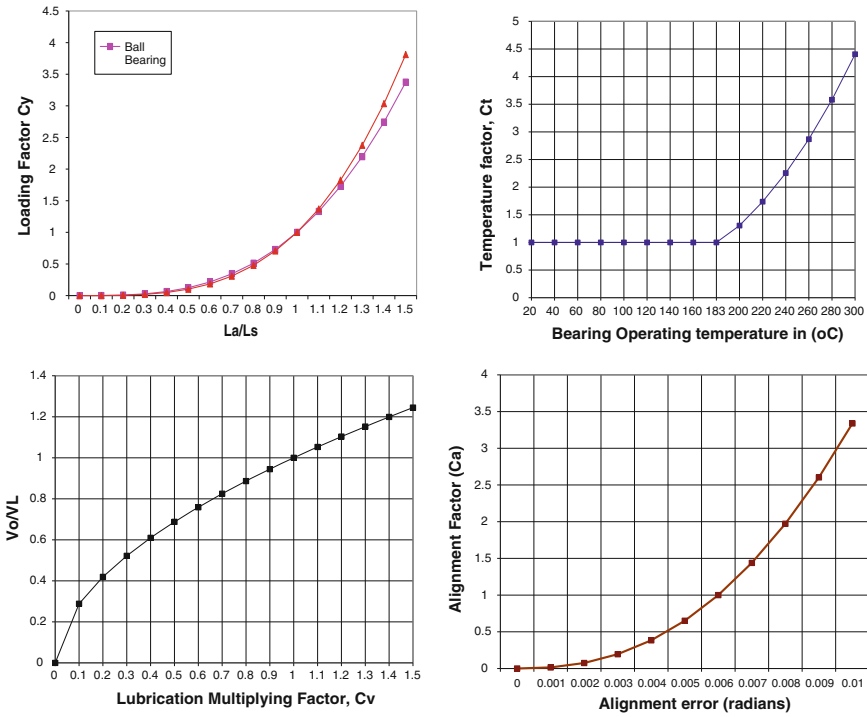 4.5
4
3.5
3
2.5
2
1.5
1
0.5
0
Loading Factor Cy
Ball
Bearing
0 0.1 0.2 0.3 0.4 0.5 0.6 0.7 0.8 0.9 1 1.1 1.2 1.3 1.4 1.5
La/Ls
5
4.5
4
3.5
3
2.5
2
1.5
1
0.5
0
Temperature factor, Ct
20 40 60 80 100 120 140 160 183 200 220 240 260 280 300
Bearing Operating temperature in (oC)
1.4
1.2
1
0.8
0.6
0.4
0.2
0
Vo/VL
0 0.1 0.2 0.3 0.4 0.5 0.6 0.7 0.8 0.9 1 1.1 1.2 1.3 1.4 1.5
Lubrication Multiplying Factor, Cv
4
3.5
3
2.5
2
1.5
1
0.5
0
Alignment Factor (Ca)
0 0.001 0.002 0.003 0.004 0.005 0.006 0.007 0.008 0.009 0.01
Alignment error (radians)